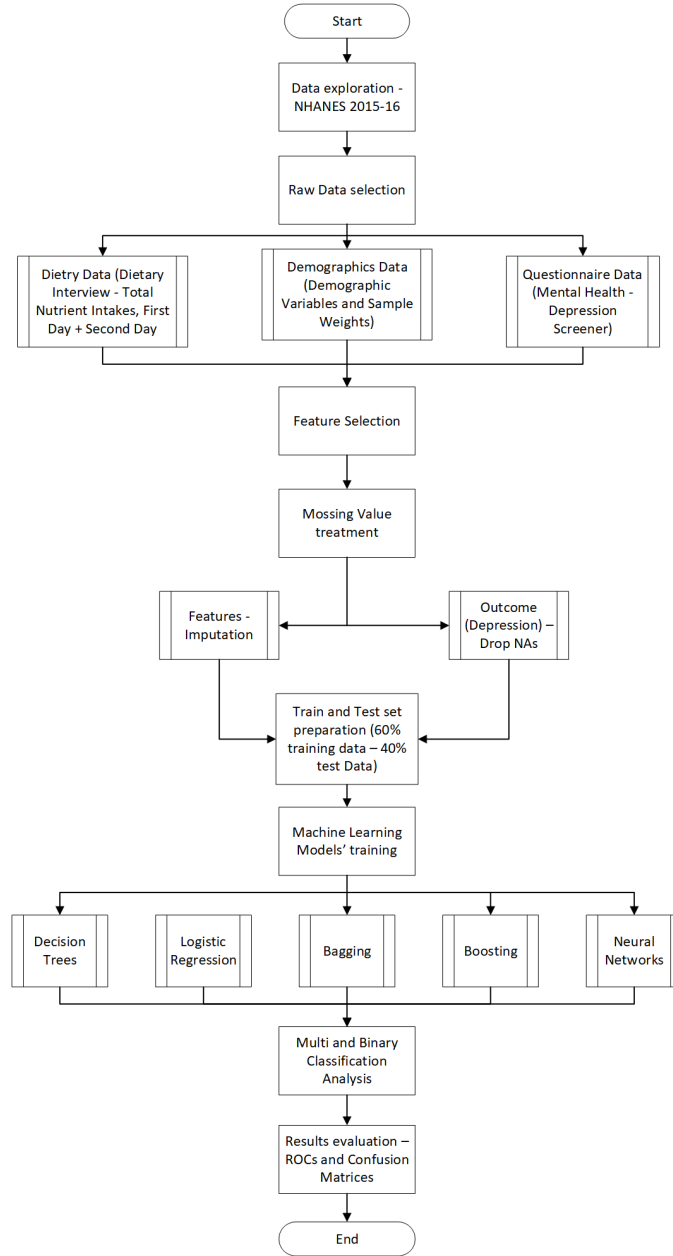 Start
Data exploration -
NHANES 2015-16
Raw Data selection
Dietry Data (Dietary
Interview - Total
Nutrient Intakes, First
Day + Second Day
Demographics Data
(Demographic
Variables and Sample
Weights)
Questionnaire Data
(Mental Health -
Depression
Screener)
Feature Selection
Mossing Value
treatment
Features -
Imputation
Outcome
(Depression) –
Drop NAs
Train and Test set
preparation (60%
training data – 40%
test Data)
Machine Learning
Models’ training
Decision
Trees
Logistic
Regression
Bagging
Boosting
Neural
Networks
Multi and Binary
Classification
Analysis
Results evaluation –
ROCs and Confusion
Matrices
End